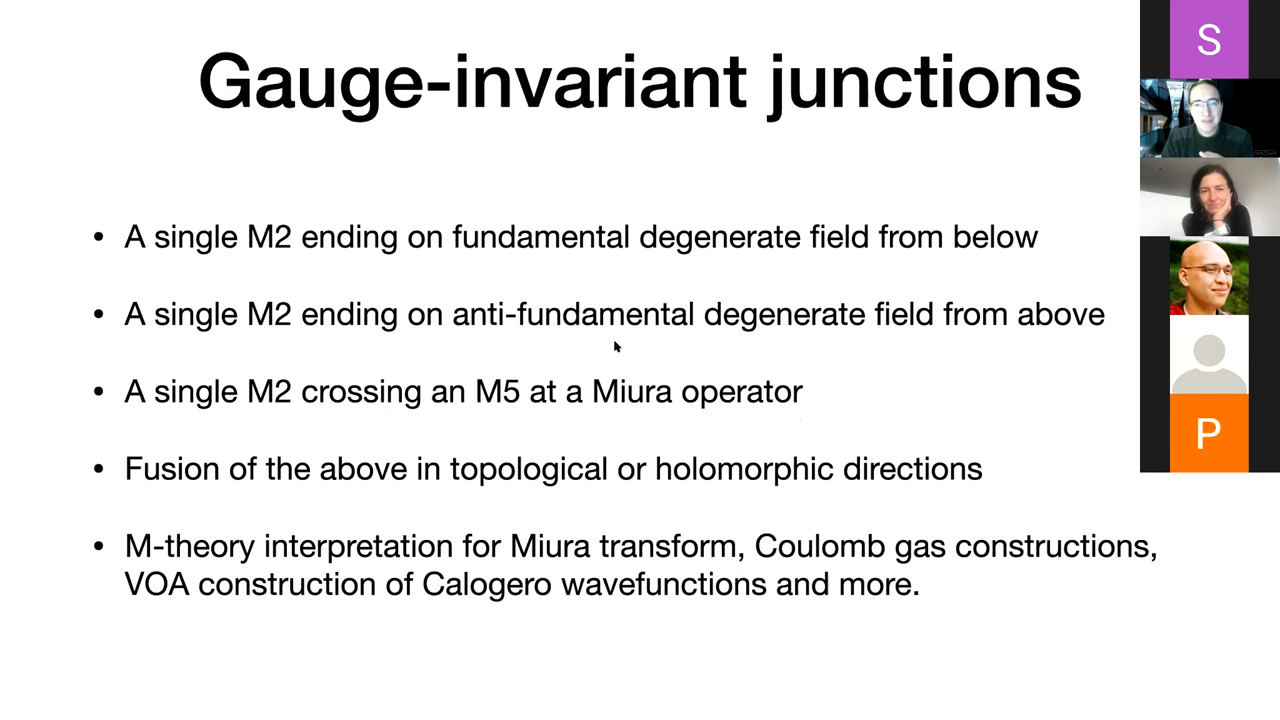 Gauge-invariant junctions
• A single M2 ending on fundamental degenerate field from below
• A single M2 ending on anti-fundamental degenerate field from above
• A single M2 crossing an M5 at a Miura operator
• Fusion of the above in topological or holomorphic directions
• M-theory interpretation for Miura transform, Coulomb gas constructions,
VOA construction of Calogero wavefunctions and more.
S
P